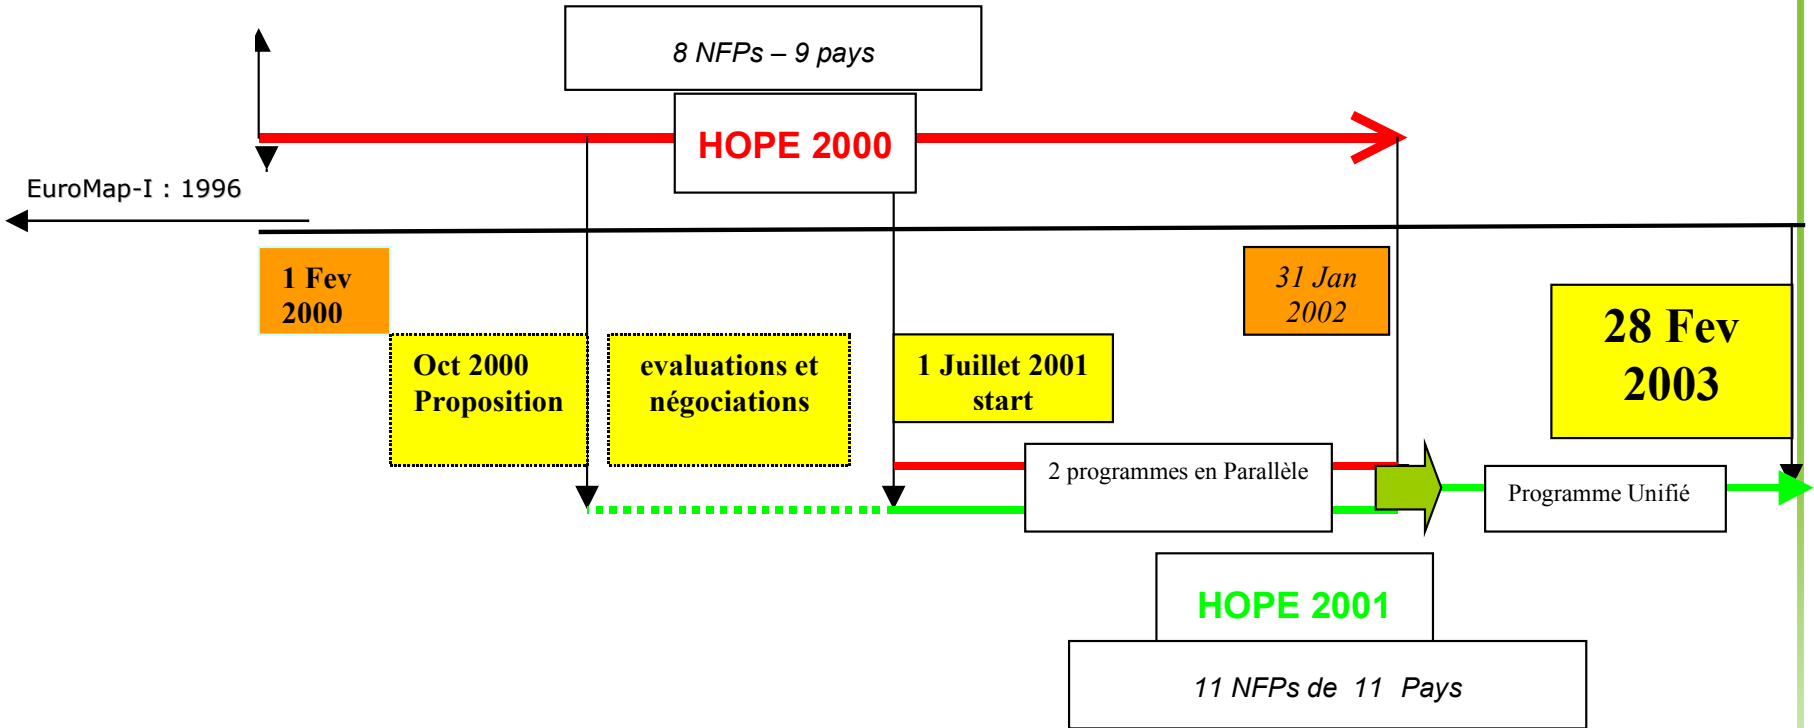 8 NFPs – 9 pays
HOPE 2000
EuroMap-I : 1996
1 Fev
2000
31 Jan
2002
28 Fev
2003
Oct 2000
Proposition
evaluations et
négociations
1 Juillet 2001
start
2 programmes en Parallèle
Programme Unifié
HOPE 2001
11 NFPs de 11 Pays